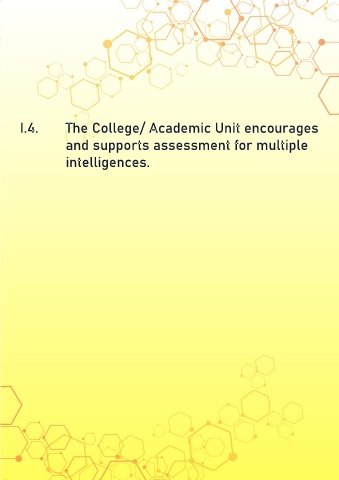 I.4. The College/ Academic Unit encourages
and supports assessment for multiple
intelligences.